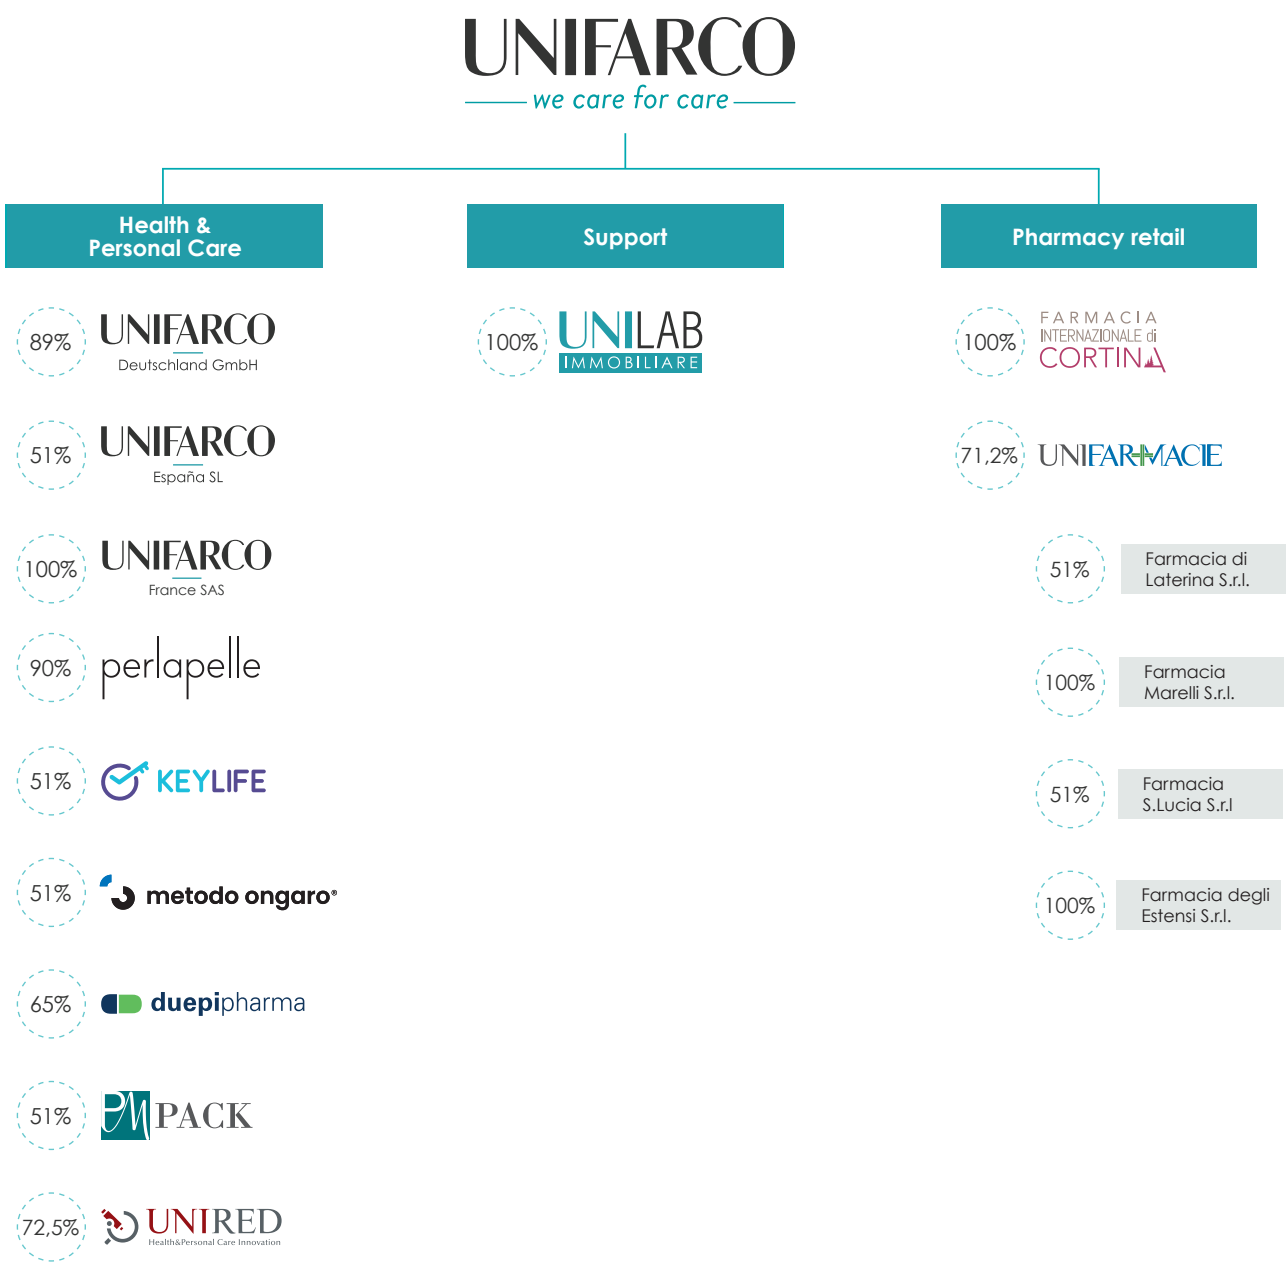 UNIFARCO
we care for care
Health &
Personal Care
89%
UNIFARCO
Deutschland GmbH
51%
UNIFARCO
España SL
100%
UNIFARCO
France SAS
90%
perlapelle
51%
KEYLIFE
51%
metodo ongaro®
65%
duepipharma
51%
PM PACK
72,5%
UNIRED
Health&Personal Care Innovation
Support
100%
UNILAB
IMMOBILIARE
Pharmacy retail
100%
FARMACIA
INTERNAZIONALE di
CORTINA
71,2%
UNIFARMACIE
51%
Farmacia di
Laterina S.r.l.
100%
Farmacia
Marelli S.r.l.
51%
Farmacia
S.Lucia S.r.l
100%
Farmacia degli
Estensi S.r.l.